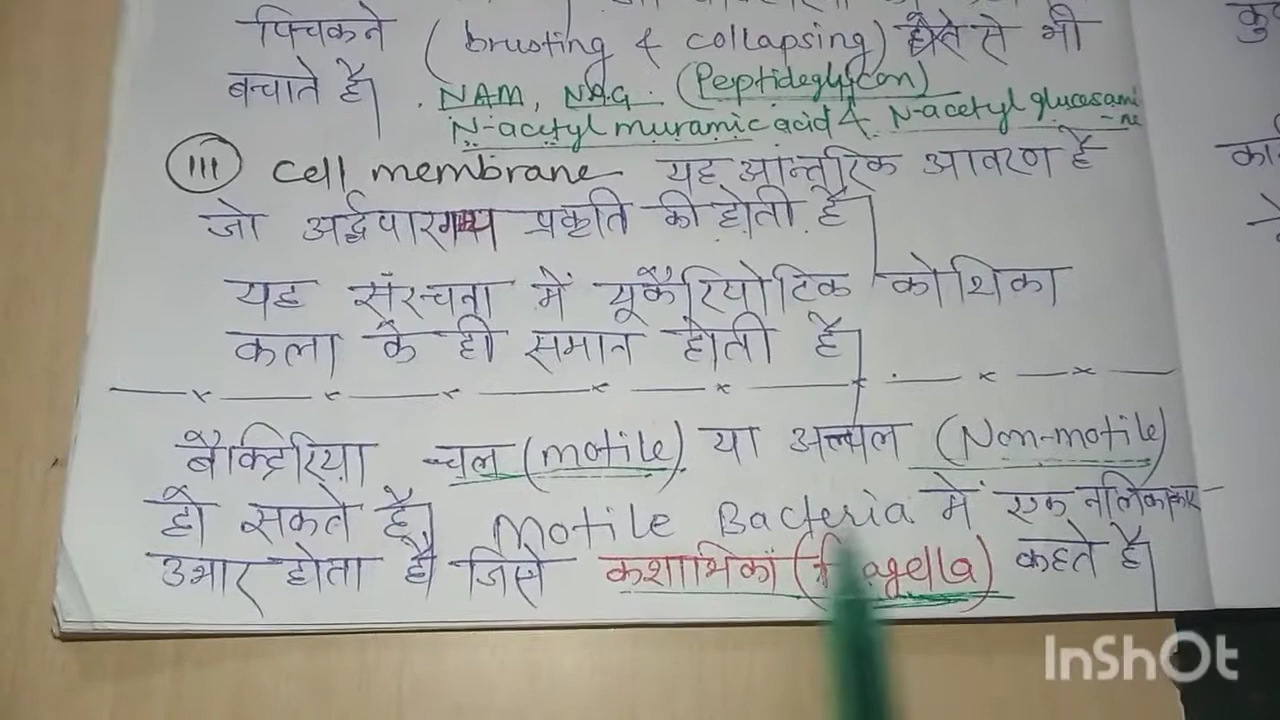 पिचकने (brusting & collapsing) होने से भी
बचाते है।
NAM, NAG. (Peptideglycan)
N-acetyl muramic acid & N-acetyl glucosami
-ne
(iii) Cell membrane यह आन्तरिक आवरण है
जो अर्द्धपारगम्य प्रकृति की होती है।
यह संरचना में यूकैरियोटिक कोशिका
कला के ही समान होती है।
बैक्टिरिया चल (motile) या अचल (Non-motile)
हो सकते है। Motile Bacteria में एक नलिकाकार
उभार होता है जिसे कशाभिका (flagella) कहते है।
कु
का
InShOt